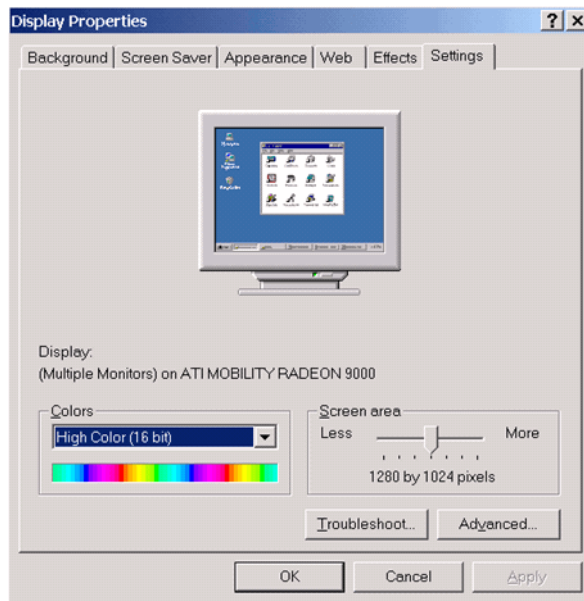 Display Properties
Background Screen Saver Appearance Web Effects Settings
Display:
(Multiple Monitors) on ATI MOBILITY RADEON 9000
Colors
High Color (16 bit)
Screen area
Less More
1280 by 1024 pixels
Troubleshoot... Advanced...
OK Cancel Apply